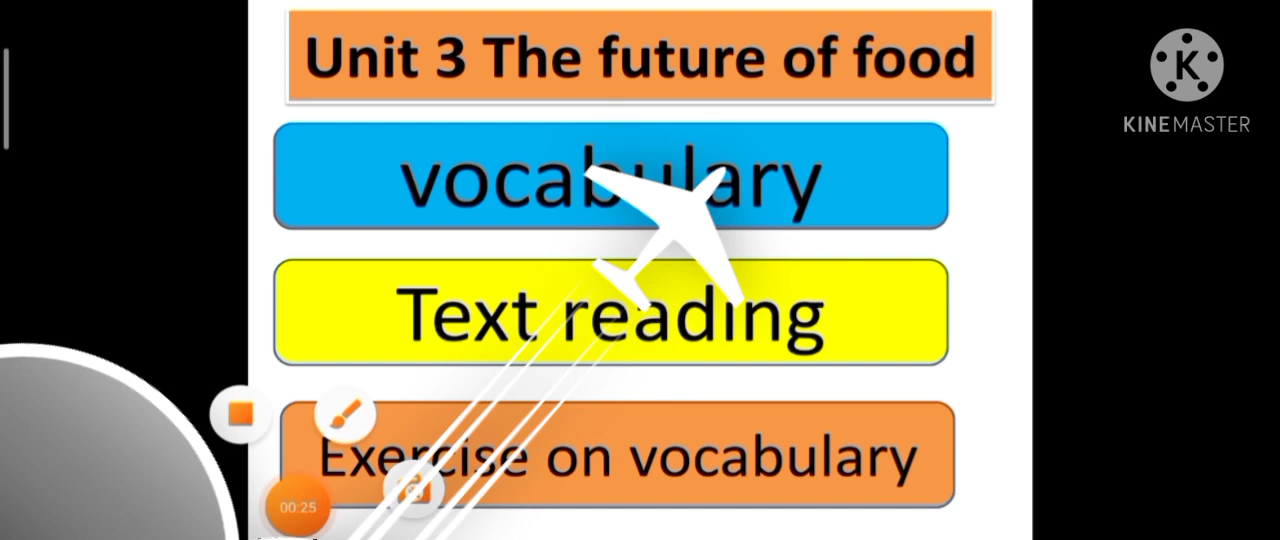 Unit 3 The future of food
KINEMASTER
vocabulary
Text reading
Exercise on vocabulary
00:25